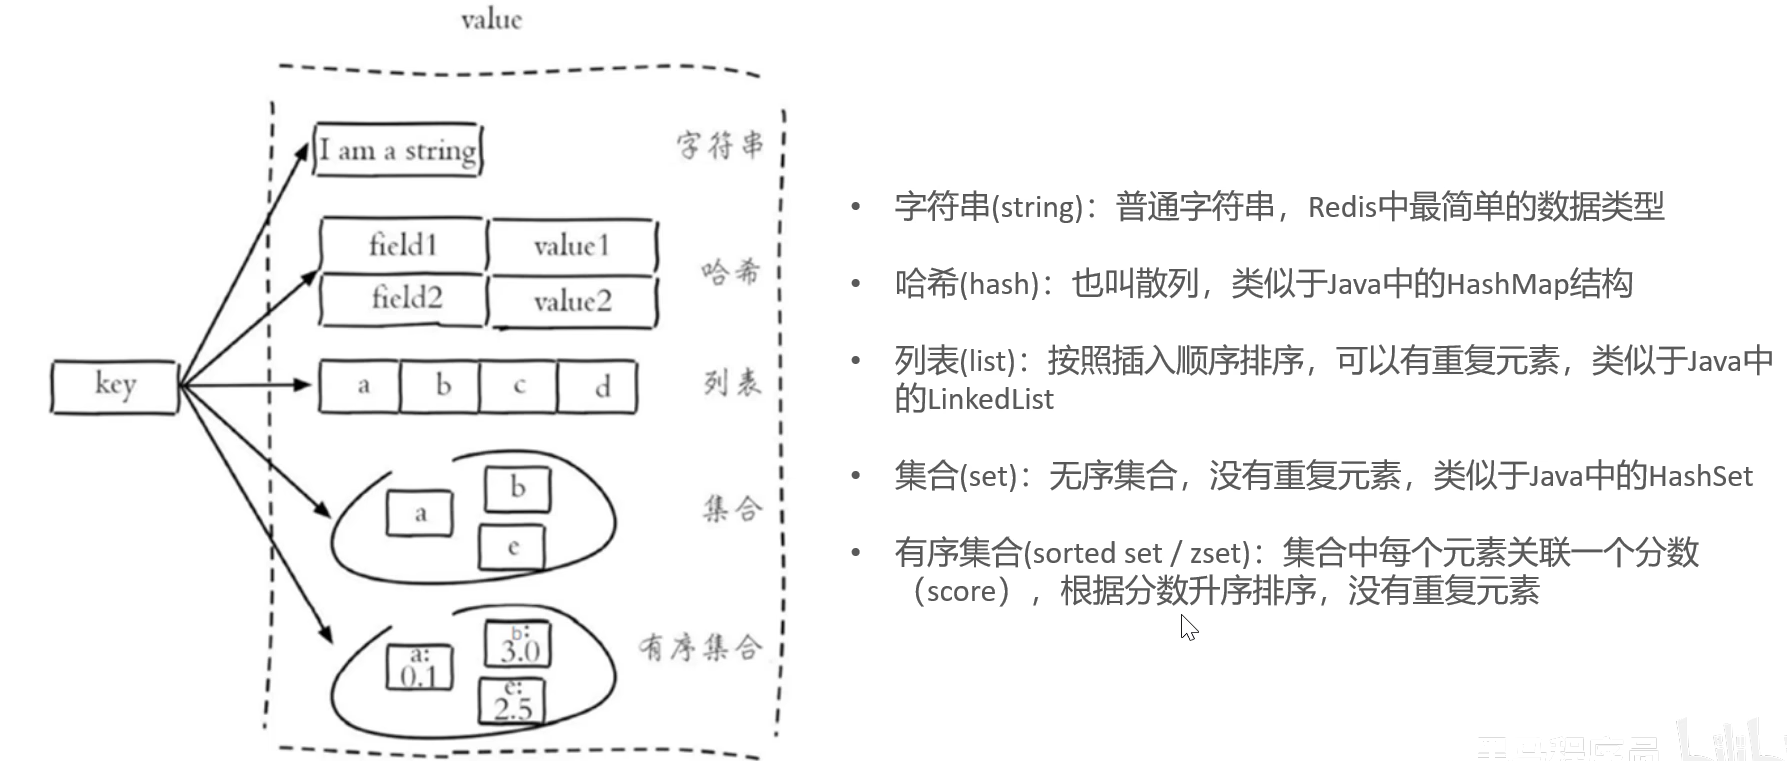 value
I am a string
字符串
field1 value1
field2 value2
哈希
key
a b c d
列表
a
b
e
集合
a:
0.1
b:
3.0
e:
2.5
有序集合
• 字符串(string)：普通字符串，Redis中最简单的数据类型
• 哈希(hash)：也叫散列，类似于Java中的HashMap结构
• 列表(list)：按照插入顺序排序，可以有重复元素，类似于Java中
的LinkedList
• 集合(set)：无序集合，没有重复元素，类似于Java中的HashSet
• 有序集合(sorted set / zset)：集合中每个元素关联一个分数
（score），根据分数升序排序，没有重复元素